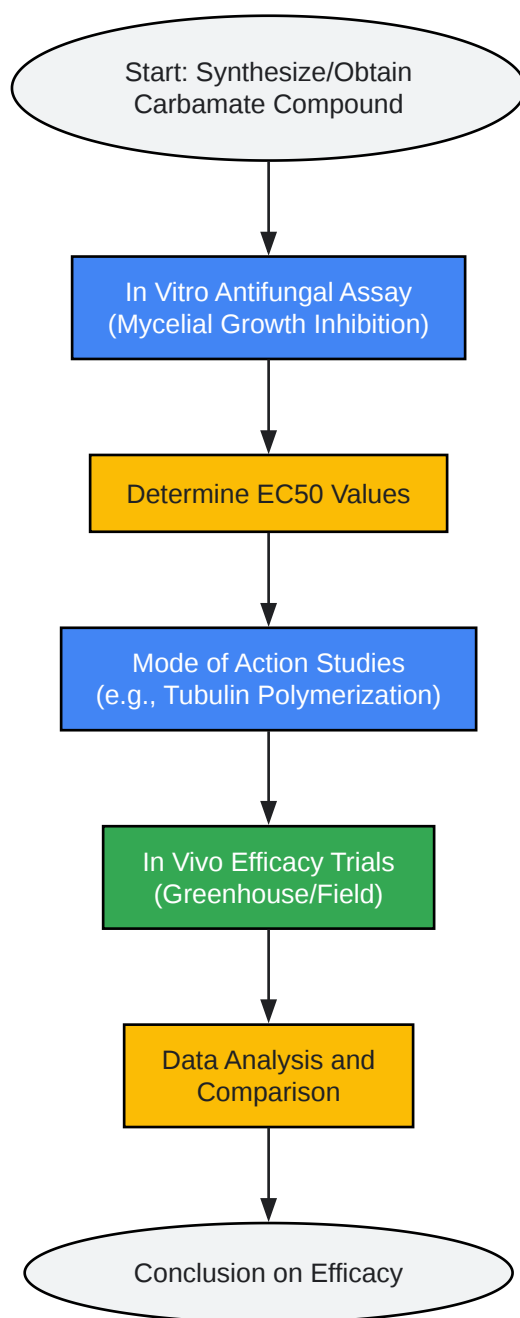 Start: Synthesize/Obtain
Carbamate Compound
In Vitro Antifungal Assay
(Mycelial Growth Inhibition)
Determine EC50 Values
Mode of Action Studies
(e.g., Tubulin Polymerization)
In Vivo Efficacy Trials
(Greenhouse/Field)
Data Analysis and
Comparison
Conclusion on Efficacy